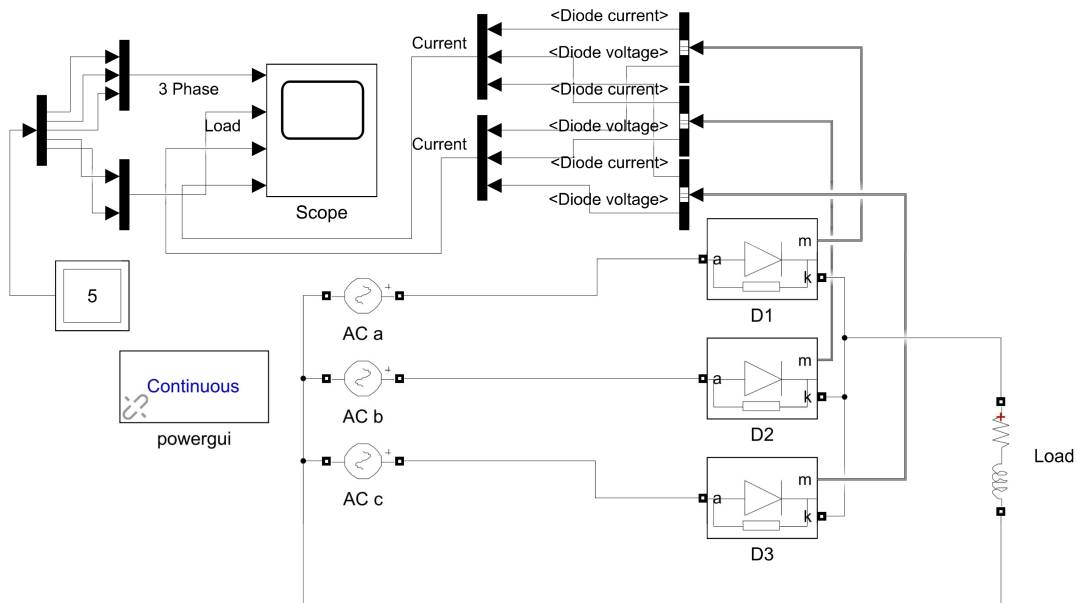 <Diode current>
Current
<Diode voltage>
3 Phase
<Diode current>
Load
<Diode voltage>
Current
<Diode current>
<Diode voltage>
Scope
m
a
k
5
D1
AC a
m
Continuous
a
k
powergui
AC b
D2
Load
m
AC c
a
k
D3